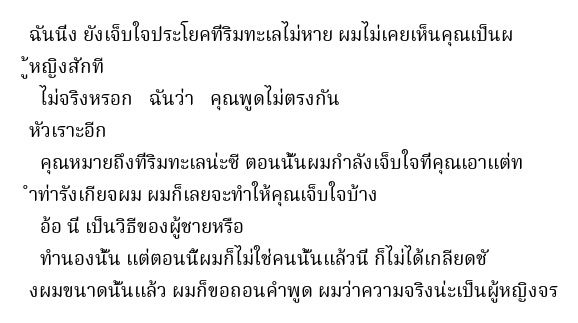 ฉันนึ่ง ยังเจ็บใจประโยคที่ริมทะเลไม่หาย ผมไม่เคยเห็นคุณเป็นผ
ู้หญิงสักที
ไม่จริงหรอก ฉันว่า คุณพูดไม่ตรงกัน
หัวเราะอีก
คุณหมายถึงที่ริมทะเลน่ะซี ตอนนั้นผมกำลังเจ็บใจที่คุณเอาแต่ท
ำท่ารังเกียจผม ผมก็เลยจะทำให้คุณเจ็บใจบ้าง
อ้อ นี่ เป็นวิธีของผู้ชายหรือ
ทำนองนั้น แต่ตอนนี้ผมก็ไม่ใช่คนนั้นแล้วนี่ ก็ไม่ได้เกลียดชั
งผมขนาดนั้นแล้ว ผมก็ขอถอนคำพูด ผมว่าความจริงน่ะเป็นผู้หญิงจร